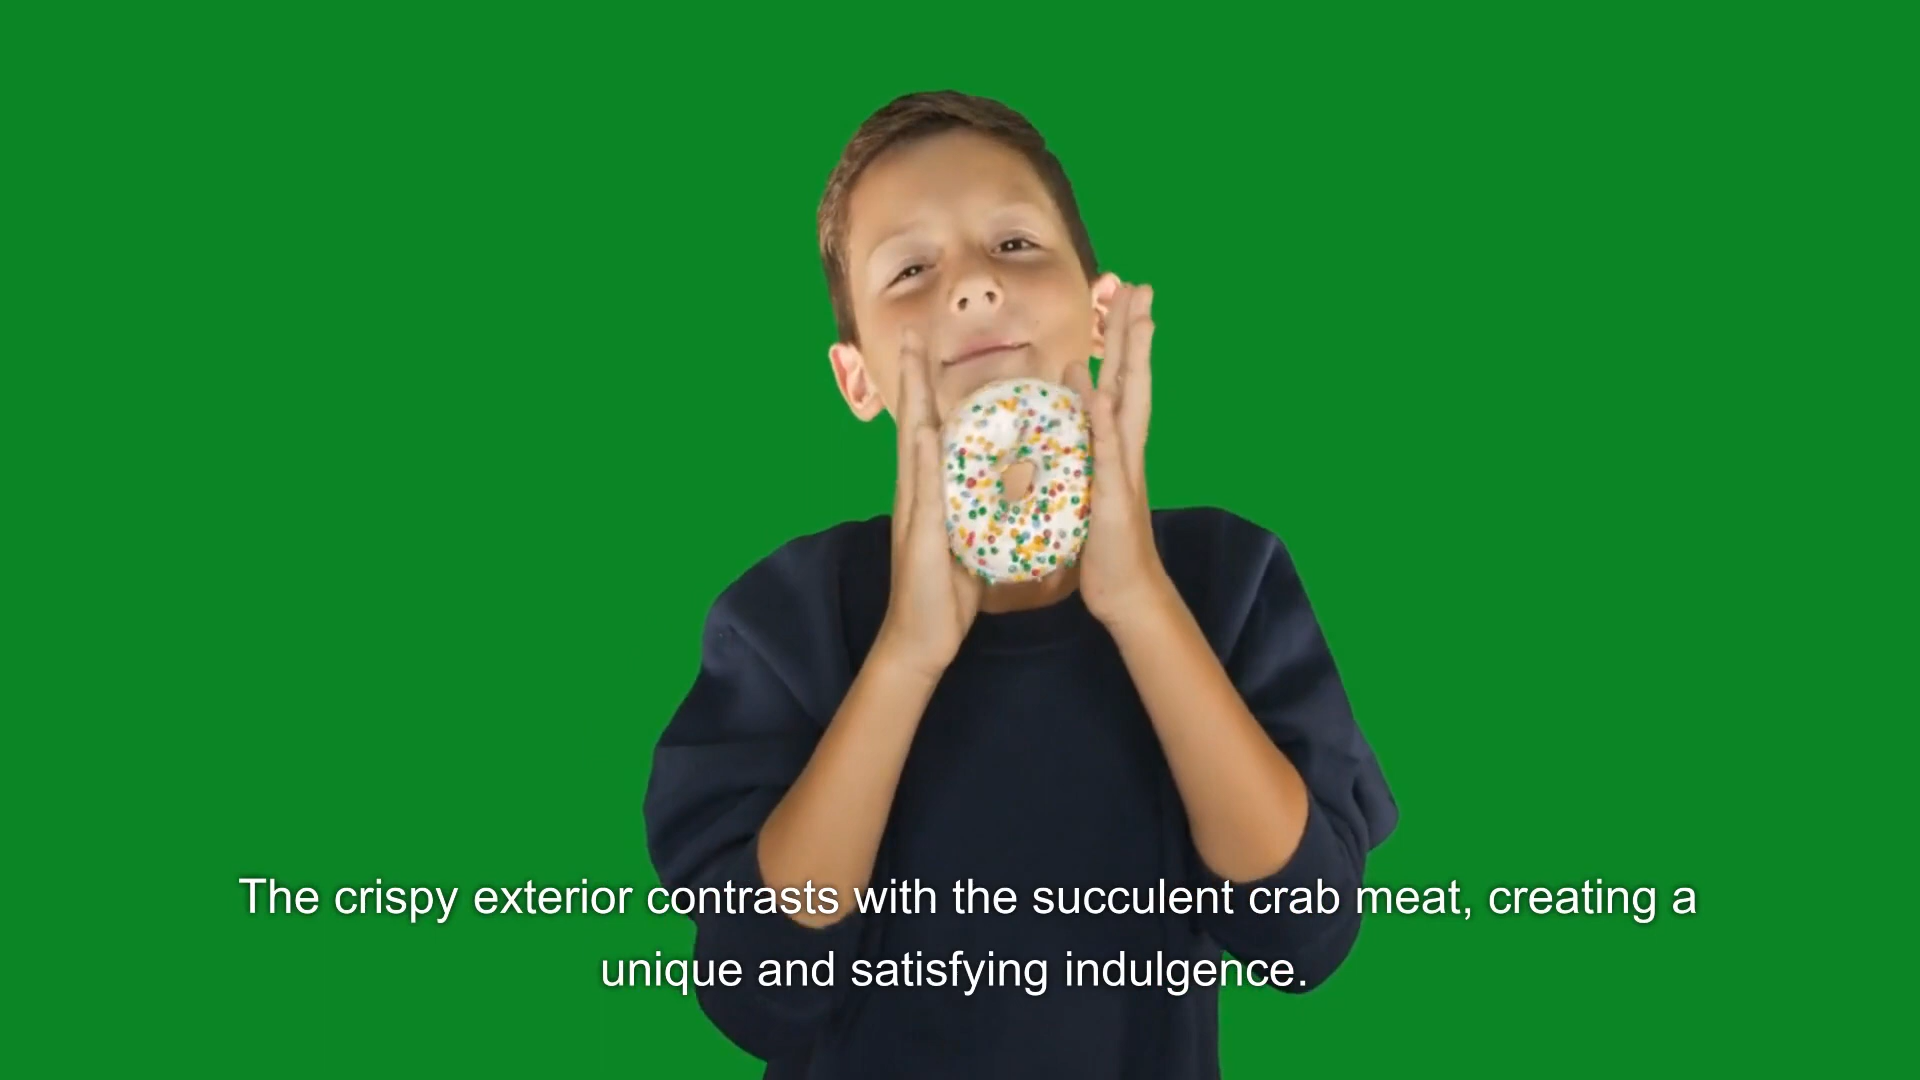 The crispy exterior contrasts with the succulent crab meat, creating a
unique and satisfying indulgence.